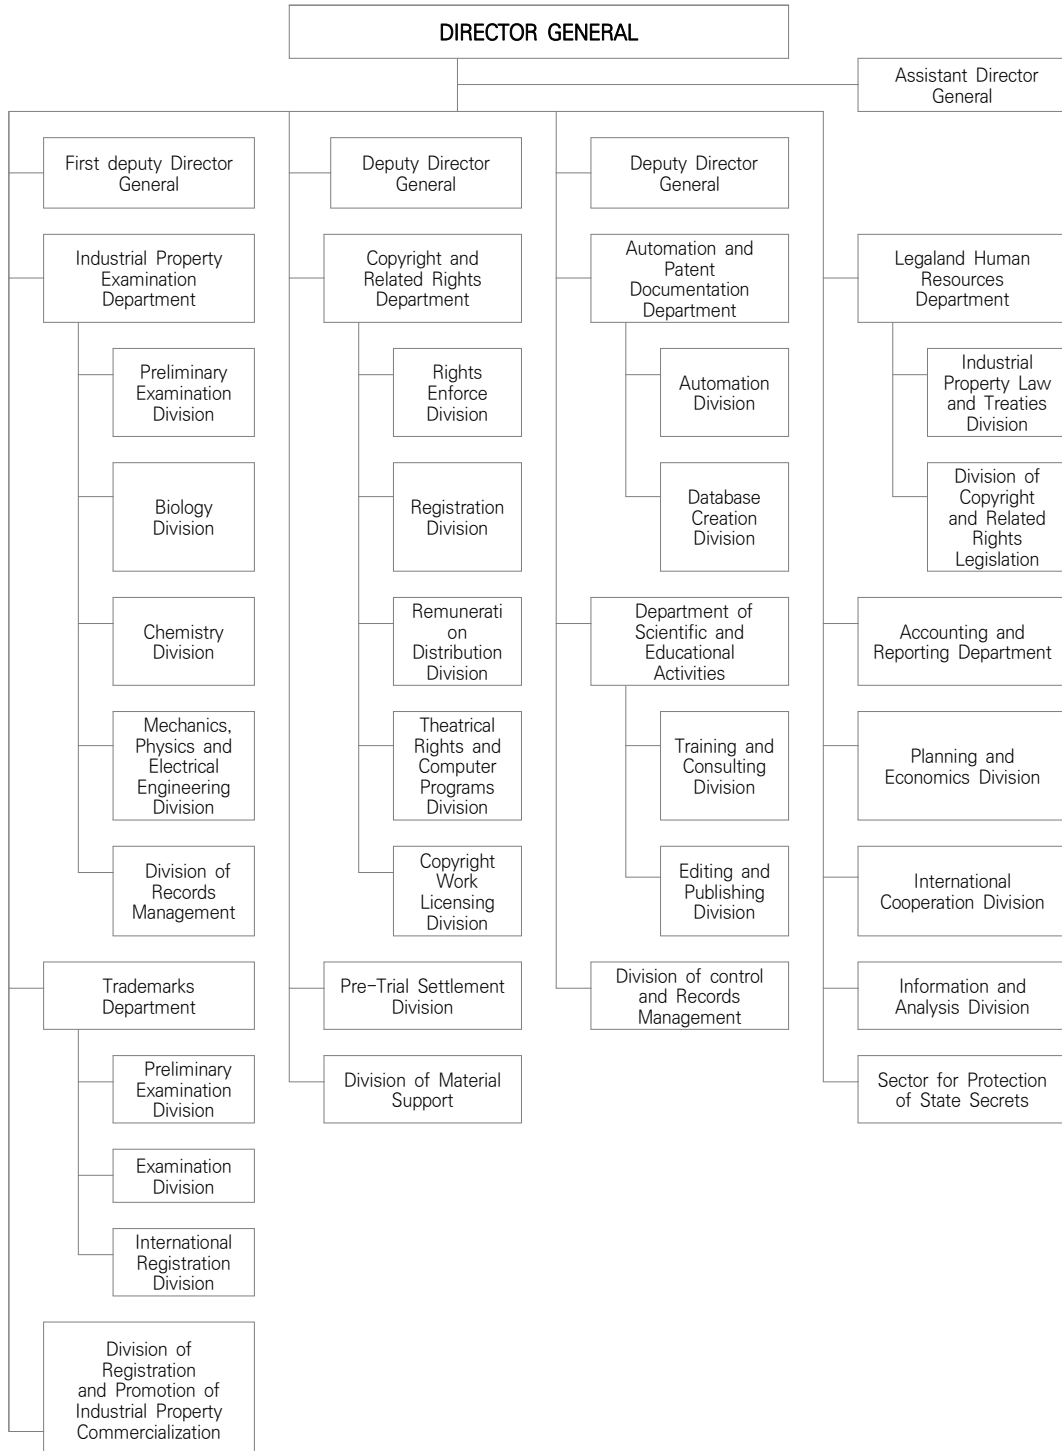 DIRECTOR GENERAL
Assistant Director
General
First deputy Director
General
Industrial Property
Examination
Department
Preliminary
Examination
Division
Biology
Division
Chemistry
Division
Mechanics,
Physics and
Electrical
Engineering
Division
Division of
Records
Management
Trademarks
Department
Preliminary
Examination
Division
Examination
Division
International
Registration
Division
Division of
Registration
and Promotion of
Industrial Property
Commercialization
Deputy Director
General
Copyright and
Related Rights
Department
Rights
Enforce
Division
Registration
Division
Remunerati
on
Distribution
Division
Theatrical
Rights and
Computer
Programs
Division
Copyright
Work
Licensing
Division
Pre-Trial Settlement
Division
Division of Material
Support
Deputy Director
General
Automation and
Patent
Documentation
Department
Automation
Division
Database
Creation
Division
Department of
Scientific and
Educational
Activities
Training and
Consulting
Division
Editing and
Publishing
Division
Division of control
and Records
Management
Legaland Human
Resources
Department
Industrial
Property Law
and Treaties
Division
Division of
Copyright
and Related
Rights
Legislation
Accounting and
Reporting Department
Planning and
Economics Division
International
Cooperation Division
Information and
Analysis Division
Sector for Protection
of State Secrets